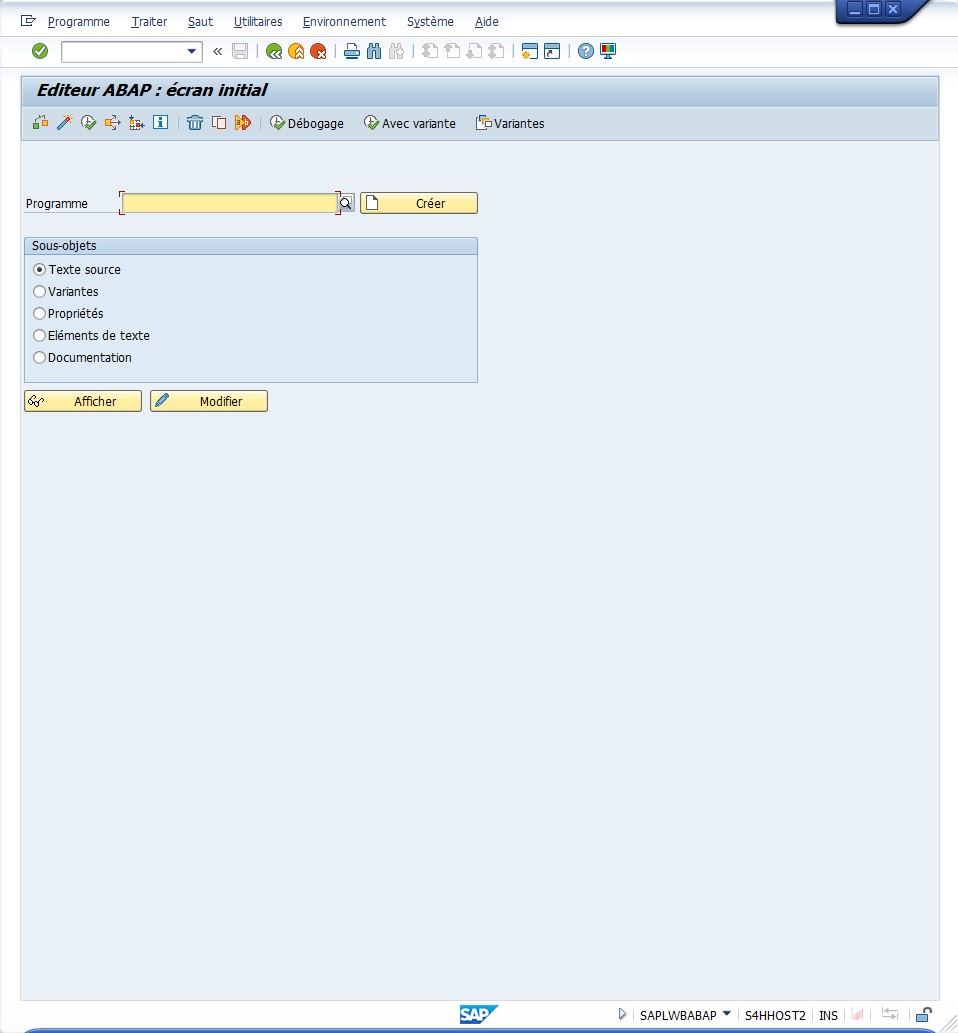 Programme Traiter Saut Utilitaires Environnement Système Aide
Editeur ABAP : écran initial
Débogage Avec variante Variantes
Programme Créer
Sous-objets
Texte source
Variantes
Propriétés
Eléments de texte
Documentation
Afficher Modifier
SAP SAPLWBABAP S4HHOST2 INS